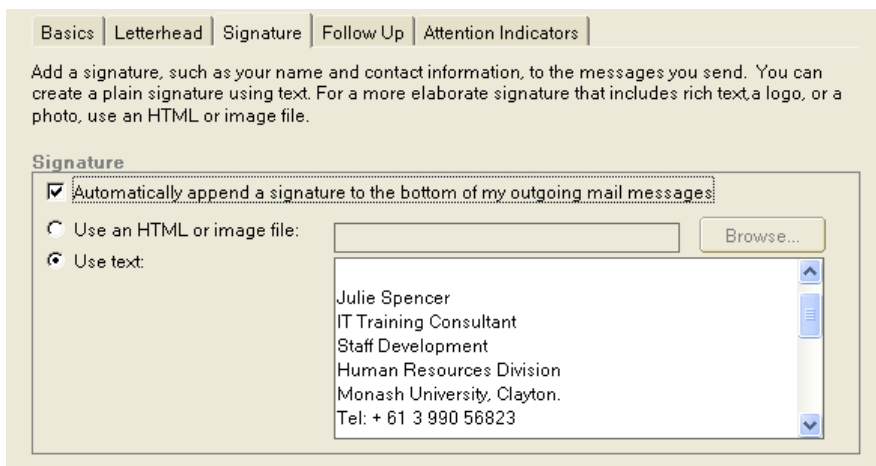 Basics Letterhead Signature Follow Up Attention Indicators
Add a signature, such as your name and contact information, to the messages you send. You can
create a plain signature using text. For a more elaborate signature that includes rich text,a logo, or a
photo, use an HTML or image file.
Signature
Automatically append a signature to the bottom of my outgoing mail messages
Use an HTML or image file: Browse...
Use text:
Julie Spencer
IT Training Consultant
Staff Development
Human Resources Division
Monash University, Clayton.
Tel: + 61 3 990 56823